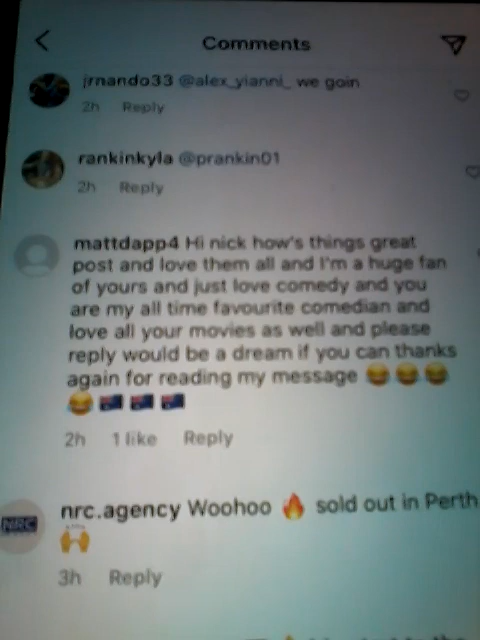 Comments
jrnando33 @alex_yianni_ we goin
2h Reply
rankinkyla @prankin01
2h Reply
mattdapp4 Hi nick how's things great
post and love them all and I'm a huge fan
of yours and just love comedy and you
are my all time favourite comedian and
love all your movies as well and please
reply would be a dream if you can thanks
again for reading my message 😂😂😂
😂🇦🇺🇦🇺🇦🇺
2h 1 like Reply
NRC
nrc.agency Woohoo 🔥 sold out in Perth
🙌
3h Reply